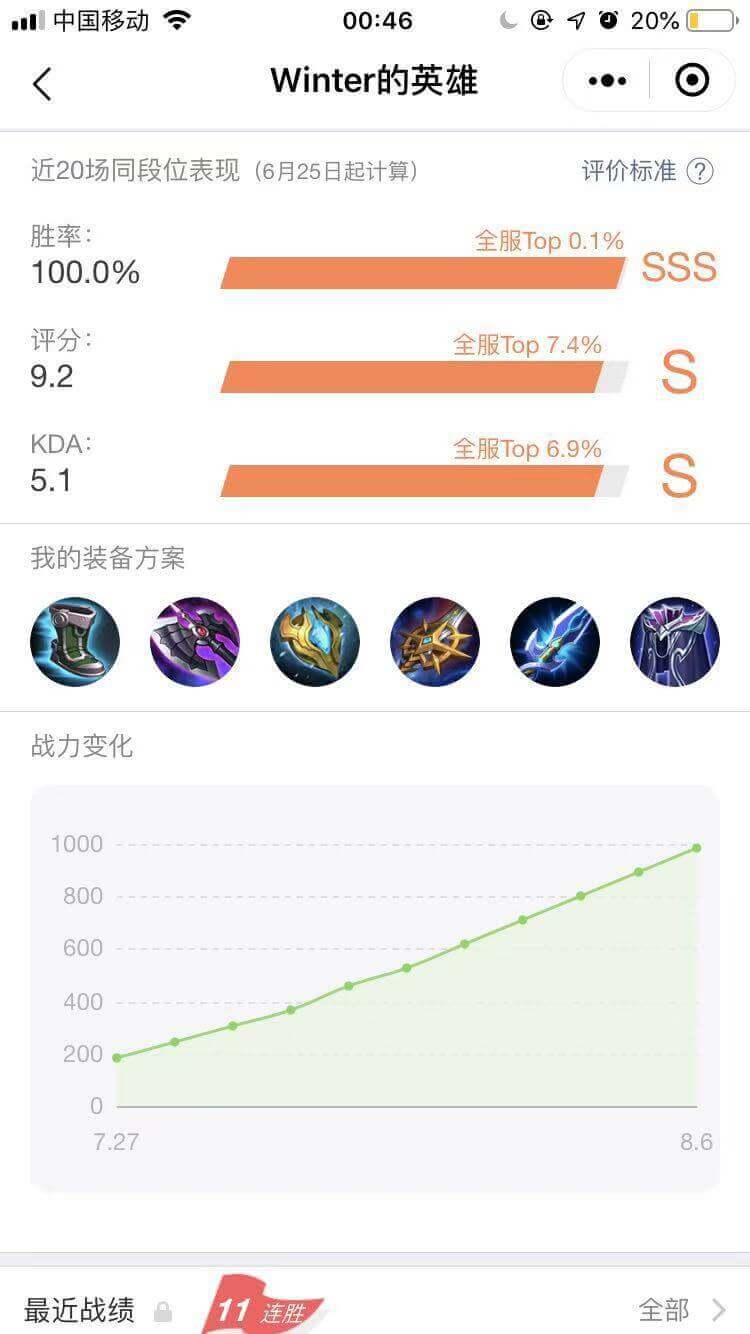 中国移动 00:46 20%
Winter的英雄
近20场同段位表现（6月25日起计算） 评价标准 ?
胜率：
全服Top 0.1%
100.0% SSS
评分：
全服Top 7.4%
9.2 S
KDA：
全服Top 6.9%
5.1 S
我的装备方案
战力变化
1000
800
600
400
200
0
7.27 8.6
最近战绩 11 连胜 全部